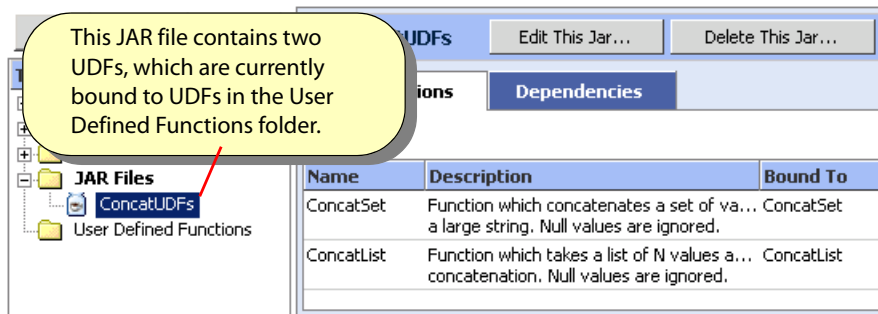 This JAR file contains two
UDFs, which are currently
bound to UDFs in the User
Defined Functions folder.
UDFs
Edit This Jar...
Delete This Jar...
ions
Dependencies
JAR Files
ConcatUDFs
User Defined Functions
Name Description Bound To
ConcatSet Function which concatenates a set of va... ConcatSet
a large string. Null values are ignored.
ConcatList Function which takes a list of N values a... ConcatList
concatenation. Null values are ignored.